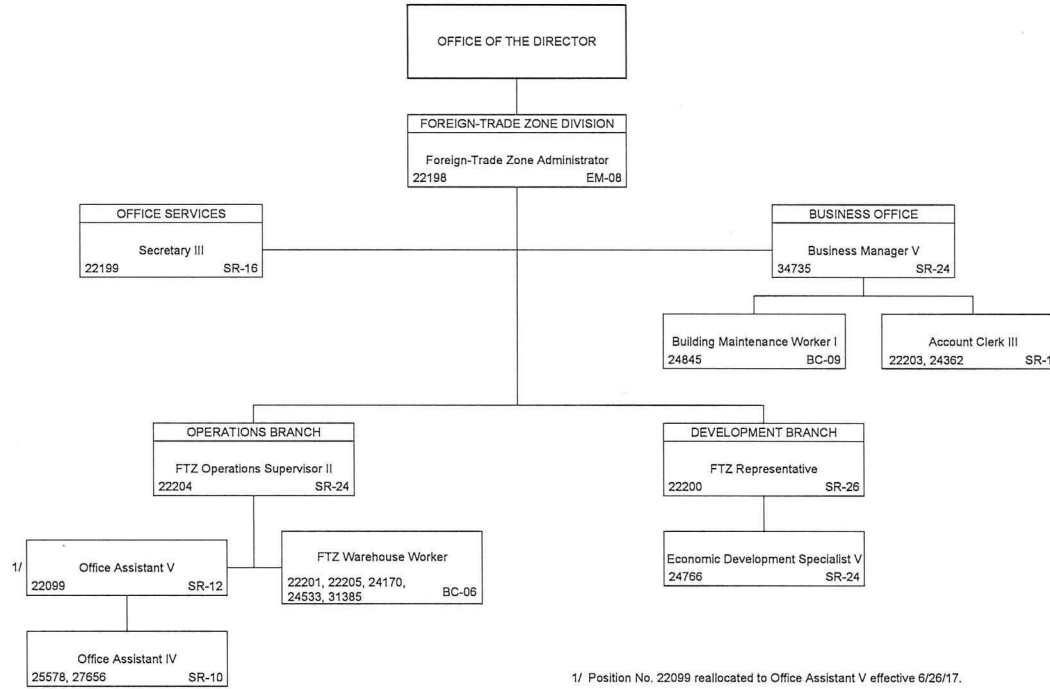 OFFICE OF THE DIRECTOR
FOREIGN-TRADE ZONE DIVISION
Foreign-Trade Zone Administrator
22198 EM-08
OFFICE SERVICES
Secretary III
22199 SR-16
BUSINESS OFFICE
Business Manager V
34735 SR-24
Building Maintenance Worker I
24845 BC-09
Account Clerk III
22203, 24362 SR-1
OPERATIONS BRANCH
FTZ Operations Supervisor II
22204 SR-24
DEVELOPMENT BRANCH
FTZ Representative
22200 SR-26
1/ Office Assistant V
22099 SR-12
FTZ Warehouse Worker
22201, 22205, 24170,
24533, 31385 BC-06
Economic Development Specialist V
24766 SR-24
Office Assistant IV
25578, 27656 SR-10
1/ Position No. 22099 reallocated to Office Assistant V effective 6/26/17.